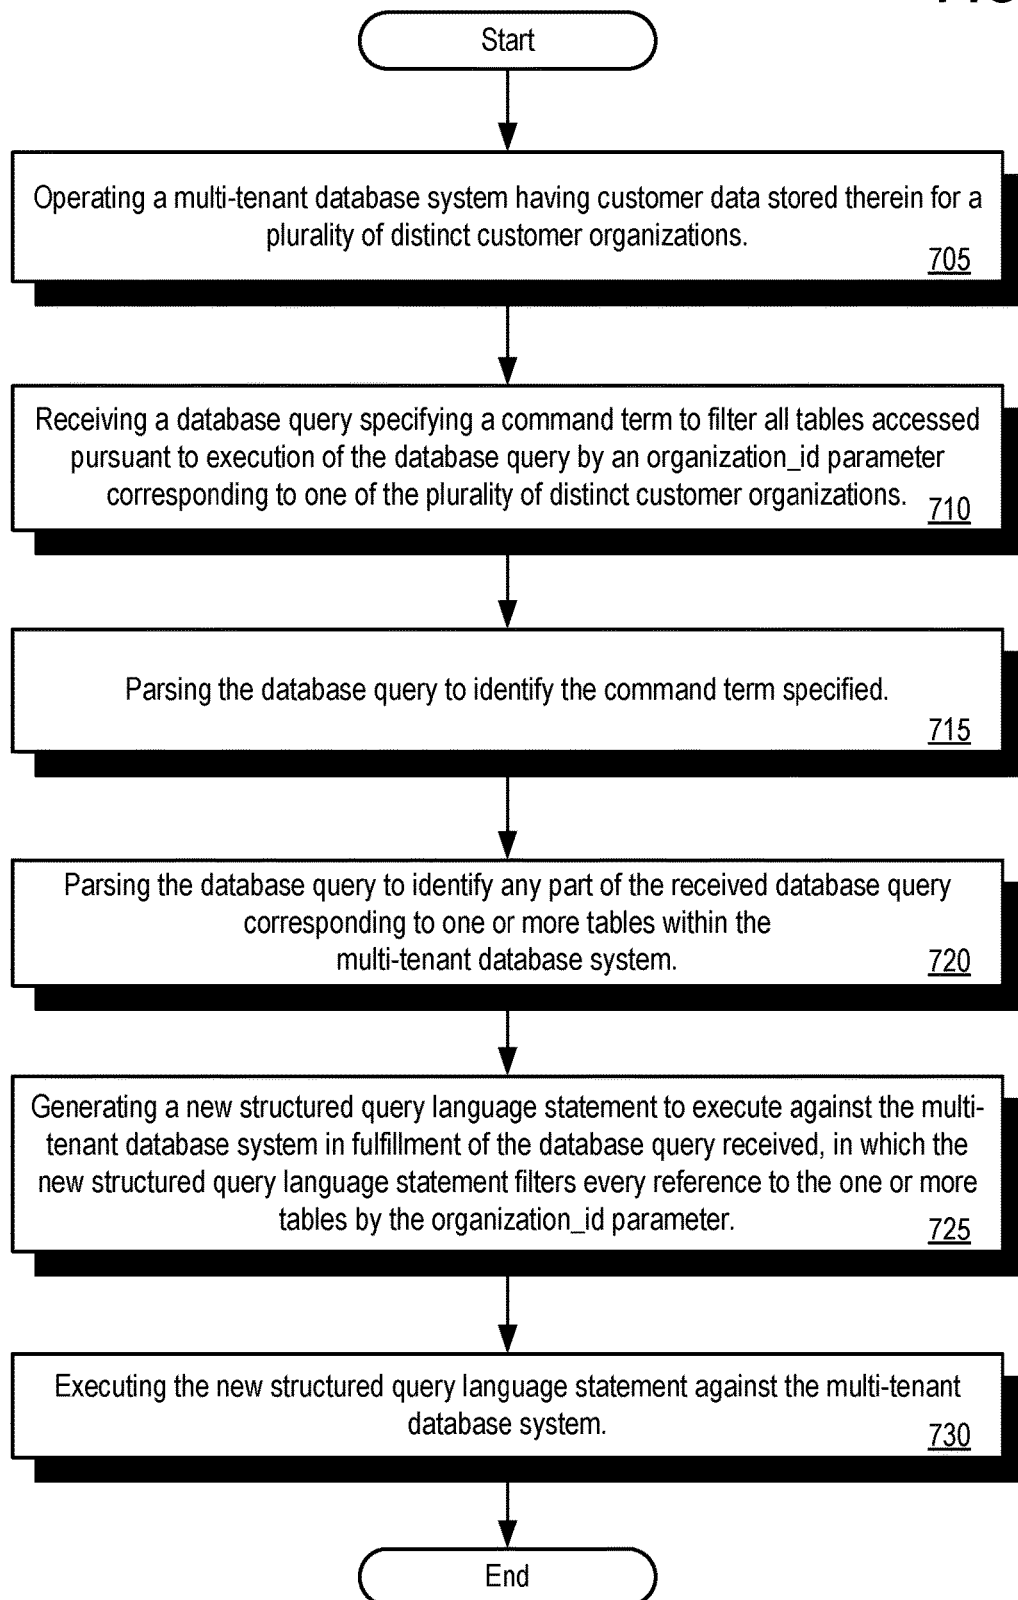 Start
Operating a multi-tenant database system having customer data stored therein for a
plurality of distinct customer organizations.
705
Receiving a database query specifying a command term to filter all tables accessed
pursuant to execution of the database query by an organization_id parameter
corresponding to one of the plurality of distinct customer organizations.
710
Parsing the database query to identify the command term specified.
715
Parsing the database query to identify any part of the received database query
corresponding to one or more tables within the
multi-tenant database system.
720
Generating a new structured query language statement to execute against the multi-
tenant database system in fulfillment of the database query received, in which the
new structured query language statement filters every reference to the one or more
tables by the organization_id parameter.
725
Executing the new structured query language statement against the multi-tenant
database system.
730
End